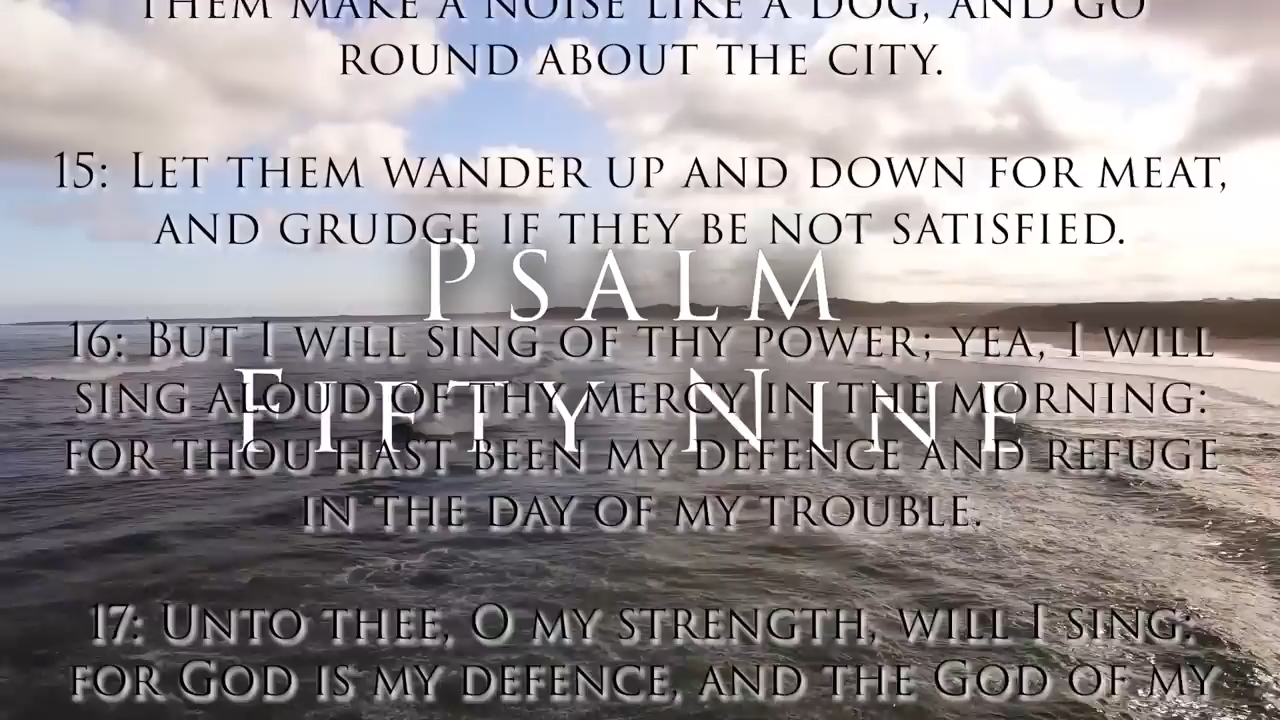 THEM MAKE A NOISE LIKE A DOG, AND GO
ROUND ABOUT THE CITY.
15: LET THEM WANDER UP AND DOWN FOR MEAT,
AND GRUDGE IF THEY BE NOT SATISFIED.
PSALM
16: BUT I WILL SING OF THY POWER; YEA, I WILL
SING ALOUD OF THY MERCY IN THE MORNING:
FIFTY NINE
FOR THOU HAST BEEN MY DEFENCE AND REFUGE
IN THE DAY OF MY TROUBLE.
17: UNTO THEE, O MY STRENGTH, WILL I SING:
FOR GOD IS MY DEFENCE, AND THE GOD OF MY